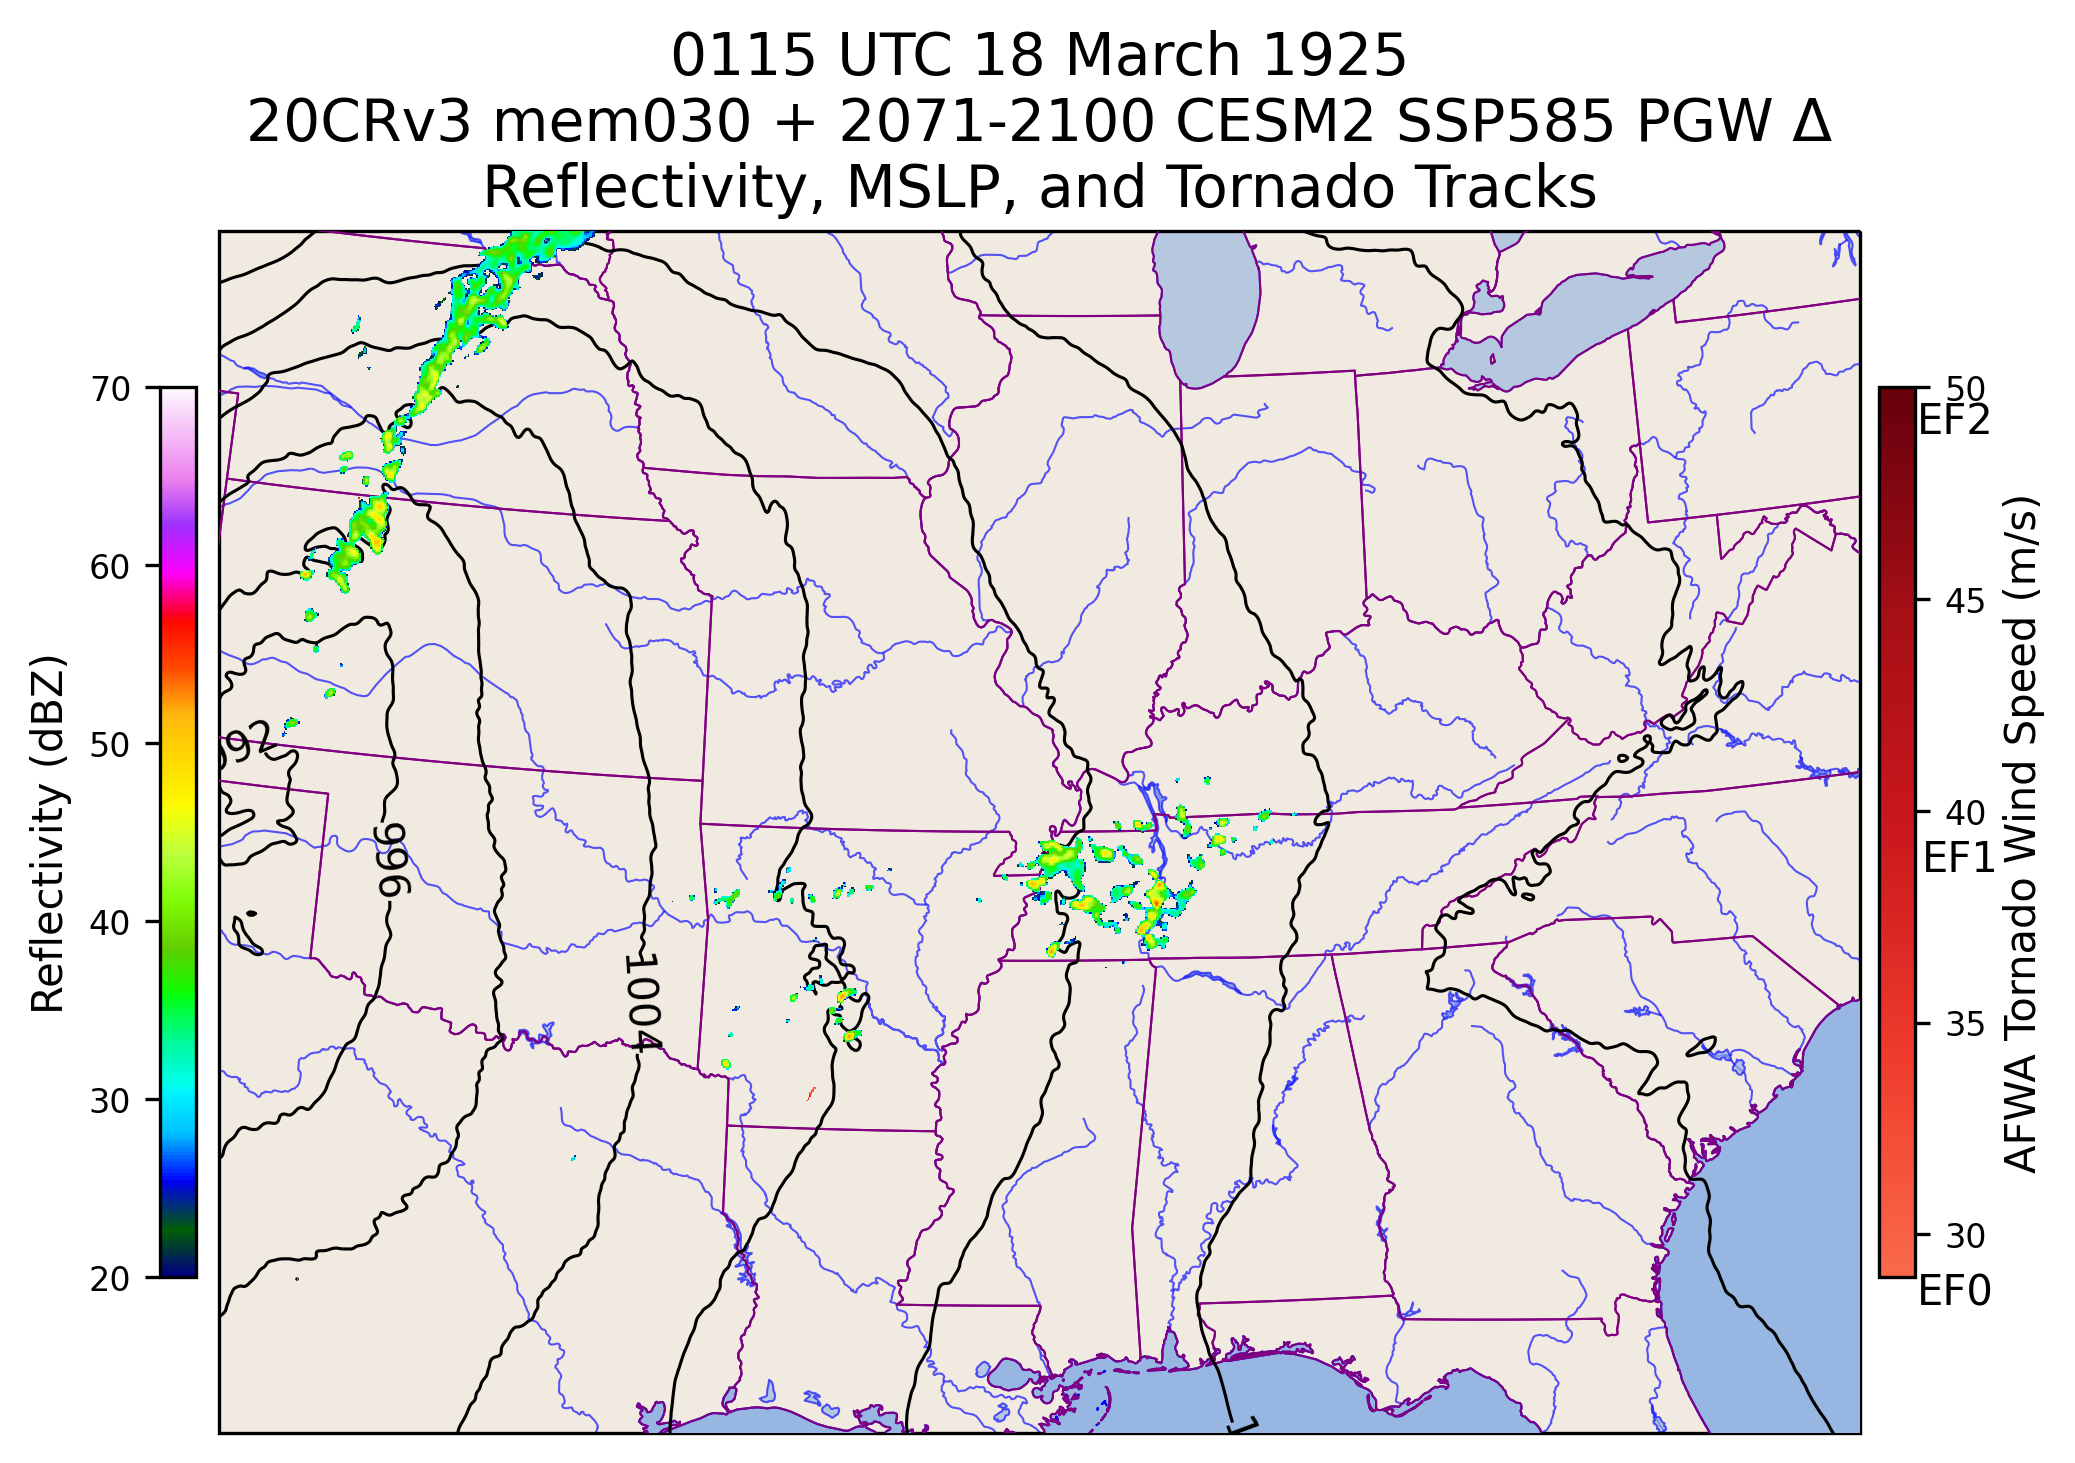 0115 UTC 18 March 1925
20CRv3 mem030 + 2071-2100 CESM2 SSP585 PGW Δ
Reflectivity, MSLP, and Tornado Tracks
70
60
50
40
30
20
Reflectivity (dBZ)
996
1004
50
EF2
45
40
EF1
35
30
EF0
AFWA Tornado Wind Speed (m/s)